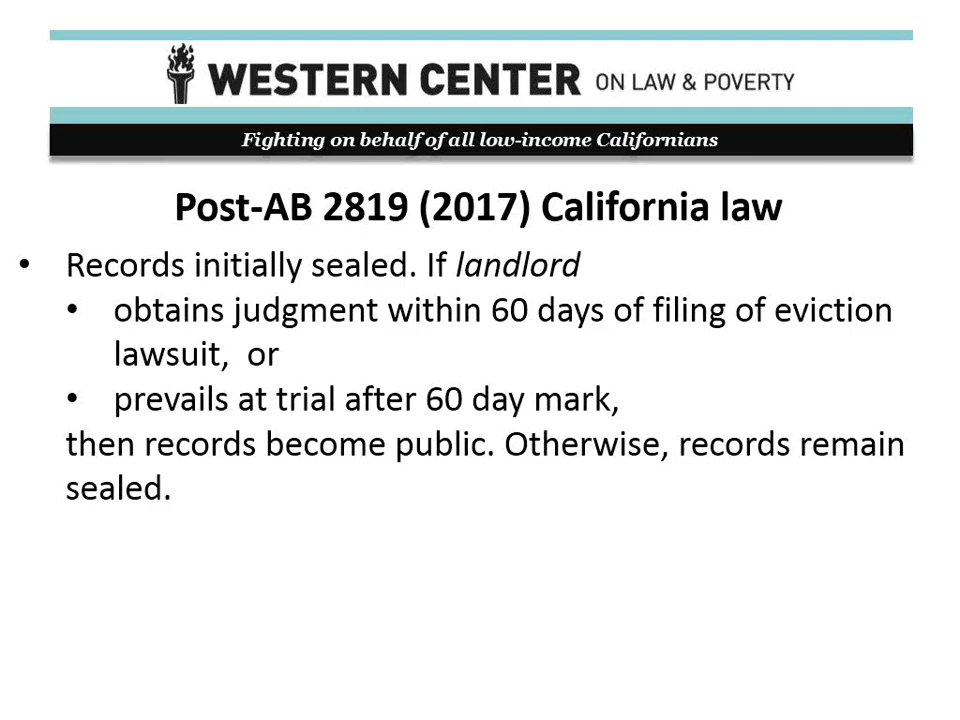 WESTERN CENTER ON LAW & POVERTY
Fighting on behalf of all low-income Californians
Post-AB 2819 (2017) California law
• Records initially sealed. If landlord
• obtains judgment within 60 days of filing of eviction
lawsuit, or
• prevails at trial after 60 day mark,
then records become public. Otherwise, records remain
sealed.